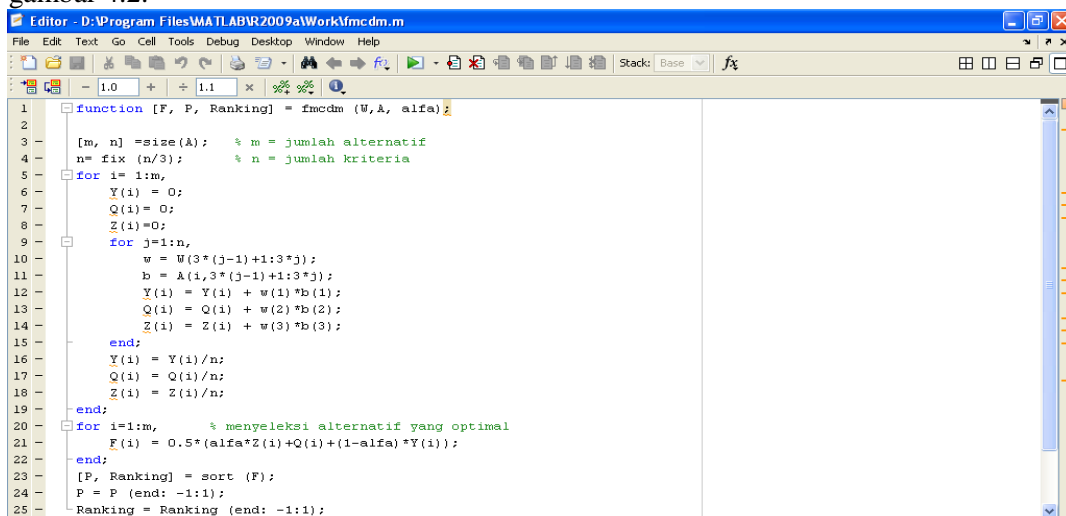 gambar 4.2.
Editor - D:\Program Files\MATLAB\R2009a\Work\fmcdm.m
File Edit Text Go Cell Tools Debug Desktop Window Help
Stack: Base fx
- 1.0 + ÷ 1.1 ×
1 function [F, P, Ranking] = fmcdm (W,A, alfa);
2
3 - [m, n] =size(A); % m = jumlah alternatif
4 - n= fix (n/3); % n = jumlah kriteria
5 - for i= 1:m,
6 - Y(i) = 0;
7 - Q(i)= 0;
8 - Z(i)=0;
9 - for j=1:n,
10 - w = W(3*(j-1)+1:3*j);
11 - b = A(i,3*(j-1)+1:3*j);
12 - Y(i) = Y(i) + w(1)*b(1);
13 - Q(i) = Q(i) + w(2)*b(2);
14 - Z(i) = Z(i) + w(3)*b(3);
15 - end;
16 - Y(i) = Y(i)/n;
17 - Q(i) = Q(i)/n;
18 - Z(i) = Z(i)/n;
19 - end;
20 - for i=1:m, % menyeleksi alternatif yang optimal
21 - F(i) = 0.5*(alfa*Z(i)+Q(i)+(1-alfa)*Y(i));
22 - end;
23 - [P, Ranking] = sort (F);
24 - P = P (end: -1:1);
25 - Ranking = Ranking (end: -1:1);